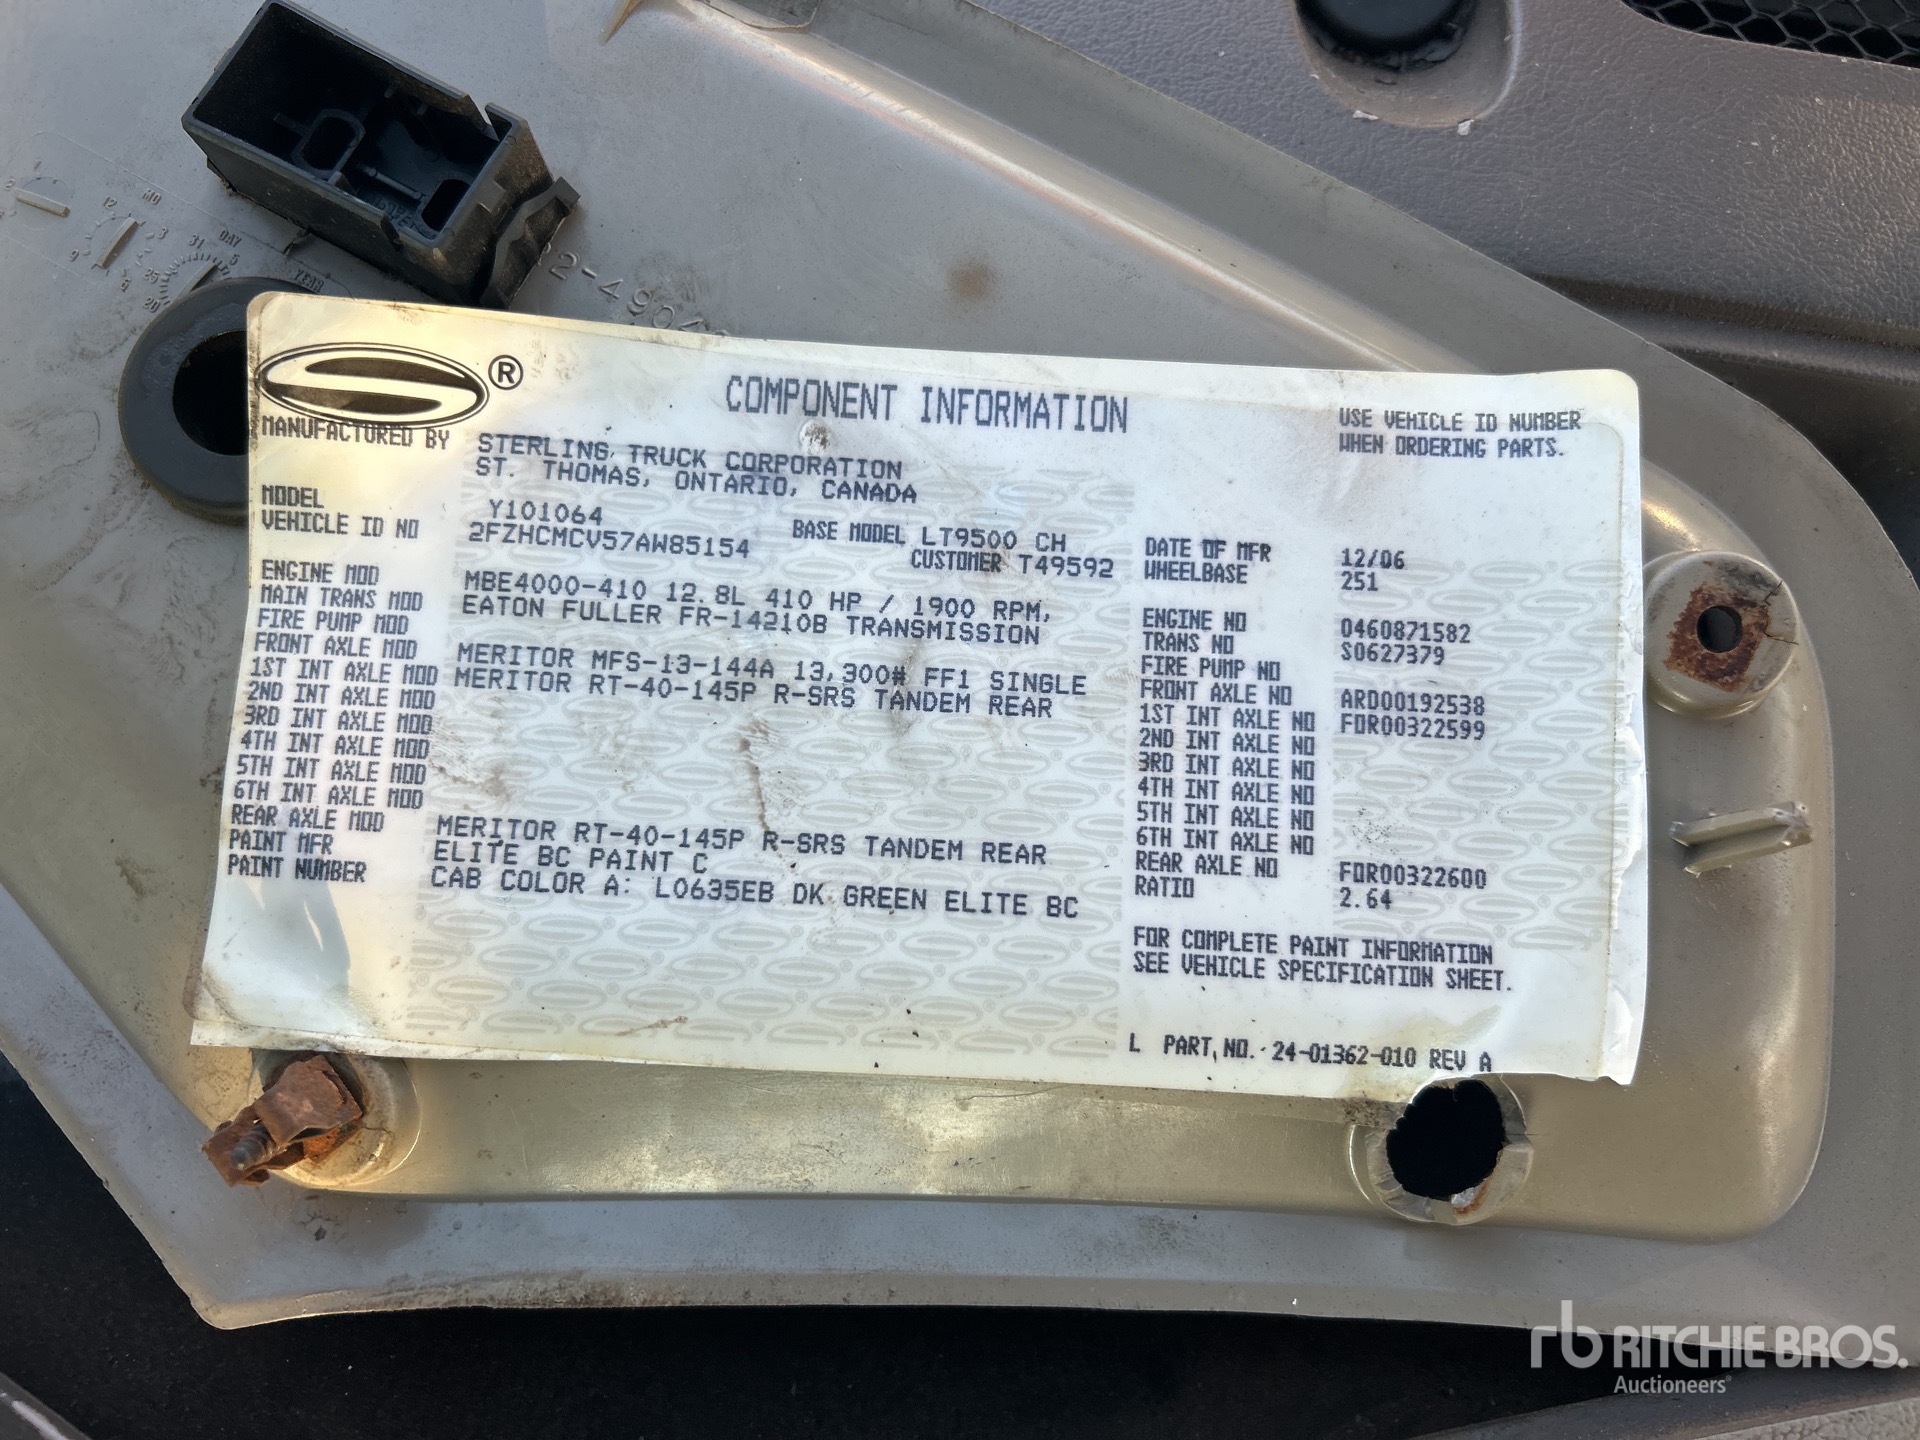 MO
DAY
YEAR
®
COMPONENT INFORMATION
USE VEHICLE ID NUMBER
WHEN ORDERING PARTS.
MANUFACTURED BY STERLING TRUCK CORPORATION
ST. THOMAS, ONTARIO, CANADA
MODEL Y101064 BASE MODEL LT9500 CH
VEHICLE ID NO 2FZHCMCV57AW85154 CUSTOMER T49592
DATE OF MFR 12/06
WHEELBASE 251
ENGINE MOD MBE4000-410 12.8L 410 HP / 1900 RPM,
MAIN TRANS MOD EATON FULLER FR-14210B TRANSMISSION
FIRE PUMP MOD
FRONT AXLE MOD MERITOR MFS-13-144A 13,300# FF1 SINGLE
1ST INT AXLE MOD MERITOR RT-40-145P R-SRS TANDEM REAR
2ND INT AXLE MOD
3RD INT AXLE MOD
4TH INT AXLE MOD
5TH INT AXLE MOD
6TH INT AXLE MOD
REAR AXLE MOD MERITOR RT-40-145P R-SRS TANDEM REAR
PAINT MFR ELITE BC PAINT C
PAINT NUMBER CAB COLOR A: L0635EB DK GREEN ELITE BC
ENGINE NO 0460871582
TRANS NO S0627379
FIRE PUMP NO
FRONT AXLE NO ARD00192538
1ST INT AXLE NO FDR00322599
2ND INT AXLE NO
3RD INT AXLE NO
4TH INT AXLE NO
5TH INT AXLE NO
6TH INT AXLE NO
REAR AXLE NO FDR00322600
RATIO 2.64
FOR COMPLETE PAINT INFORMATION
SEE VEHICLE SPECIFICATION SHEET.
L PART NO. 24-01362-010 REV A
rb RITCHIE BROS.
Auctioneers